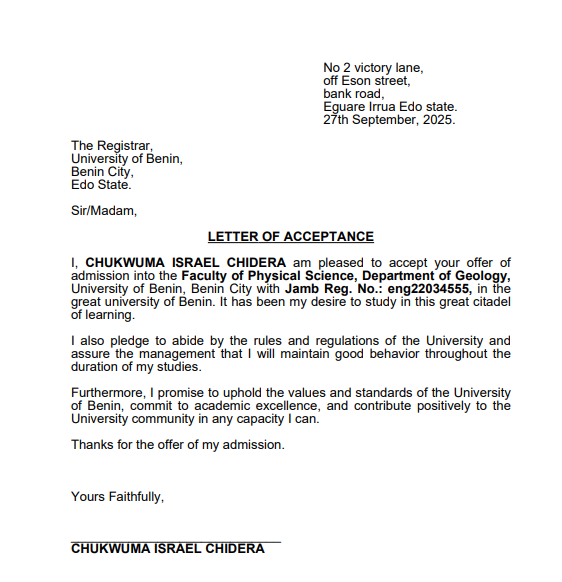 No 2 victory lane,
off Eson street,
bank road,
Eguare Irrua Edo state.
27th September, 2025.
The Registrar,
University of Benin,
Benin City,
Edo State.
Sir/Madam,
LETTER OF ACCEPTANCE
I, CHUKWUMA ISRAEL CHIDERA am pleased to accept your offer of
admission into the Faculty of Physical Science, Department of Geology,
University of Benin, Benin City with Jamb Reg. No.: eng22034555, in the
great university of Benin. It has been my desire to study in this great citadel
of learning.
I also pledge to abide by the rules and regulations of the University and
assure the management that I will maintain good behavior throughout the
duration of my studies.
Furthermore, I promise to uphold the values and standards of the University
of Benin, commit to academic excellence, and contribute positively to the
University community in any capacity I can.
Thanks for the offer of my admission.
Yours Faithfully,
CHUKWUMA ISRAEL CHIDERA